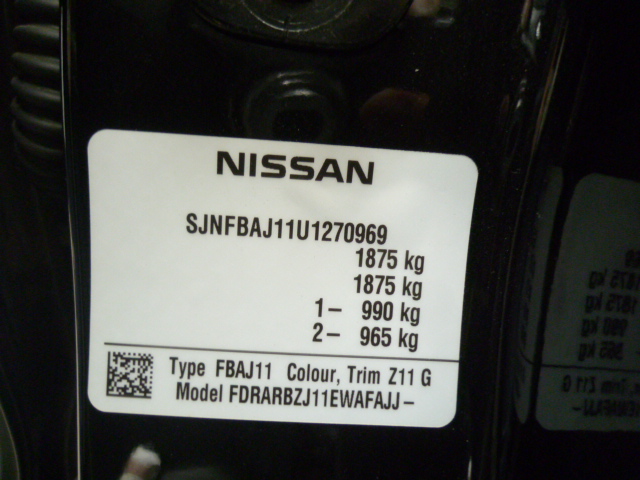 NISSAN
SJNFBAJ11U1270969
1875 kg
1875 kg
1– 990 kg
2– 965 kg
Type FBAJ11 Colour, Trim Z11 G
Model FDRARBZJ11EWAFAJJ–